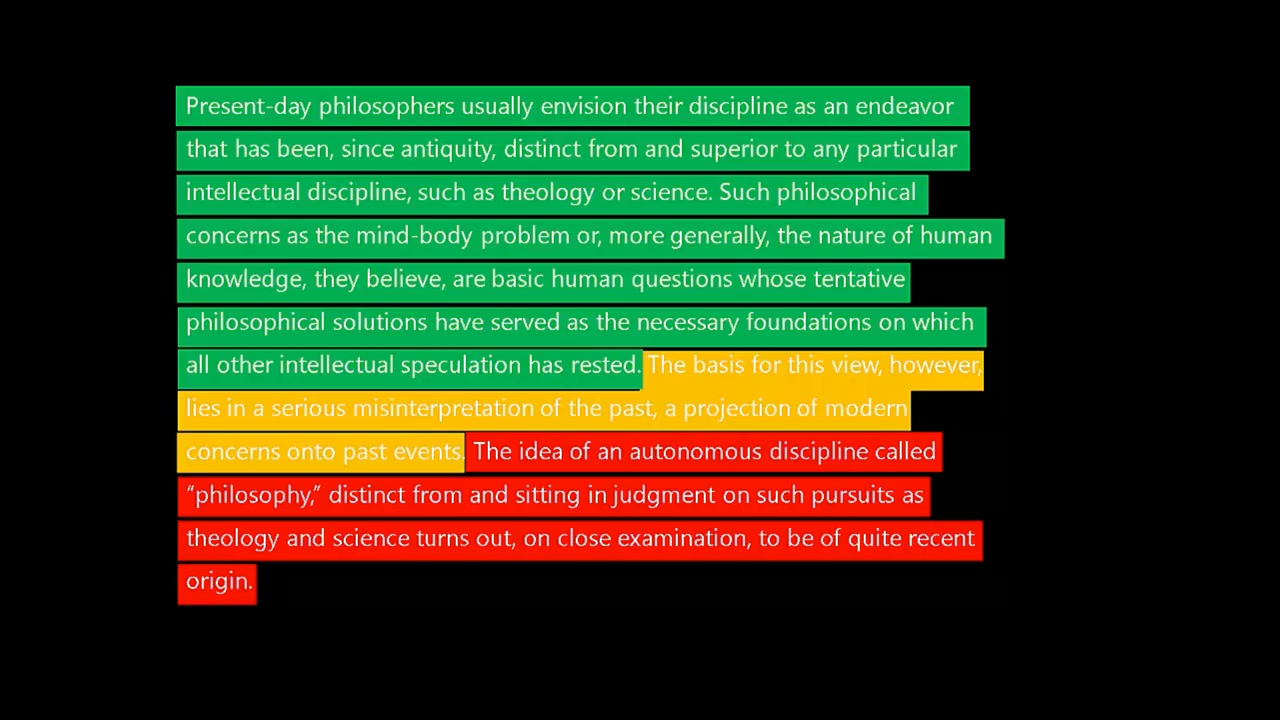 Present-day philosophers usually envision their discipline as an endeavor
that has been, since antiquity, distinct from and superior to any particular
intellectual discipline, such as theology or science. Such philosophical
concerns as the mind-body problem or, more generally, the nature of human
knowledge, they believe, are basic human questions whose tentative
philosophical solutions have served as the necessary foundations on which
all other intellectual speculation has rested. The basis for this view, however,
lies in a serious misinterpretation of the past, a projection of modern
concerns onto past events. The idea of an autonomous discipline called
“philosophy,” distinct from and sitting in judgment on such pursuits as
theology and science turns out, on close examination, to be of quite recent
origin.